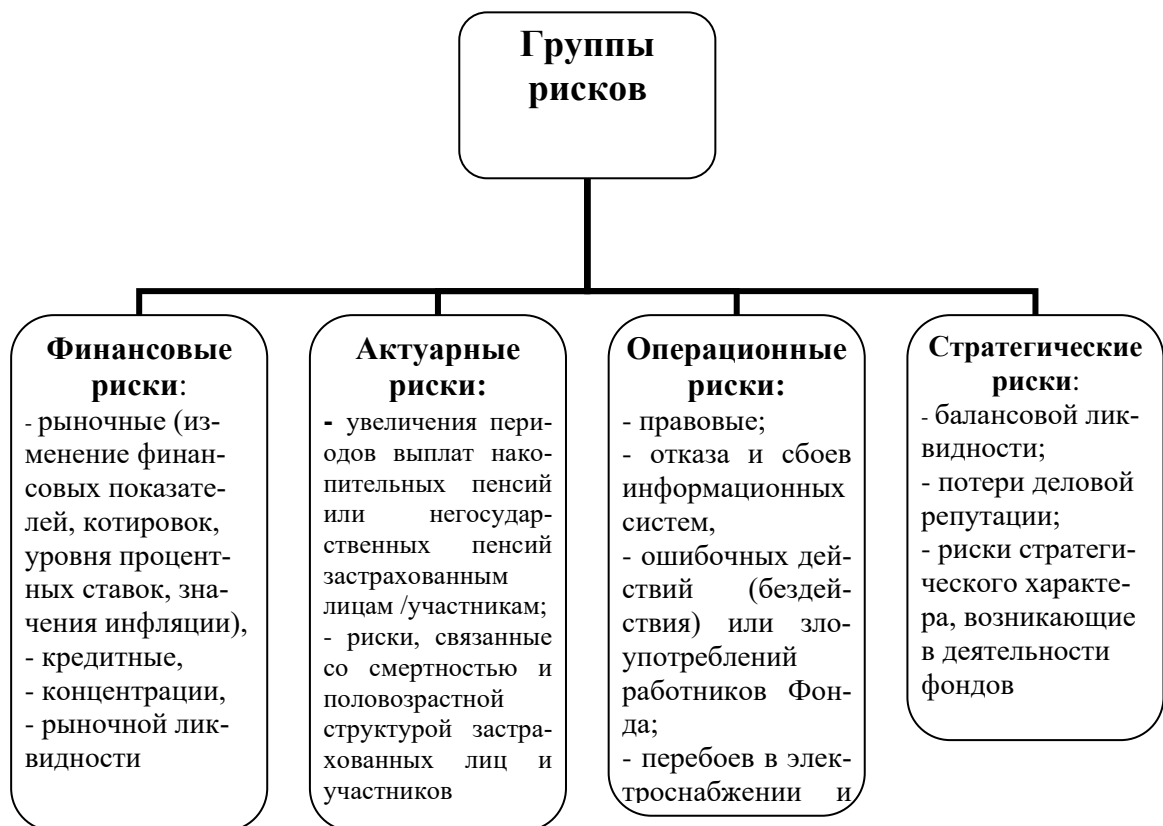 Группы
рисков
Финансовые
риски:
- рыночные (из-
менение финан-
совых показате-
лей, котировок,
уровня процент-
ных ставок, зна-
чения инфляции),
- кредитные,
- концентрации,
- рыночной лик-
видности
Актуарные
риски:
- увеличения пери-
одов выплат нако-
пительных пенсий
или негосудар-
ственных пенсий
застрахованным
лицам /участникам;
- риски, связанные
со смертностью и
половозрастной
структурой застра-
хованных лиц и
участников
Операционные
риски:
- правовые;
- отказа и сбоев
информационных
систем,
- ошибочных дей-
ствий (бездей-
ствия) или зло-
употреблений
работников Фон-
да;
- перебоев в элек-
троснабжении и
Стратегические
риски:
- балансовой лик-
видности;
- потери деловой
репутации;
- риски стратеги-
ческого характе-
ра, возникающие
в деятельности
фондов